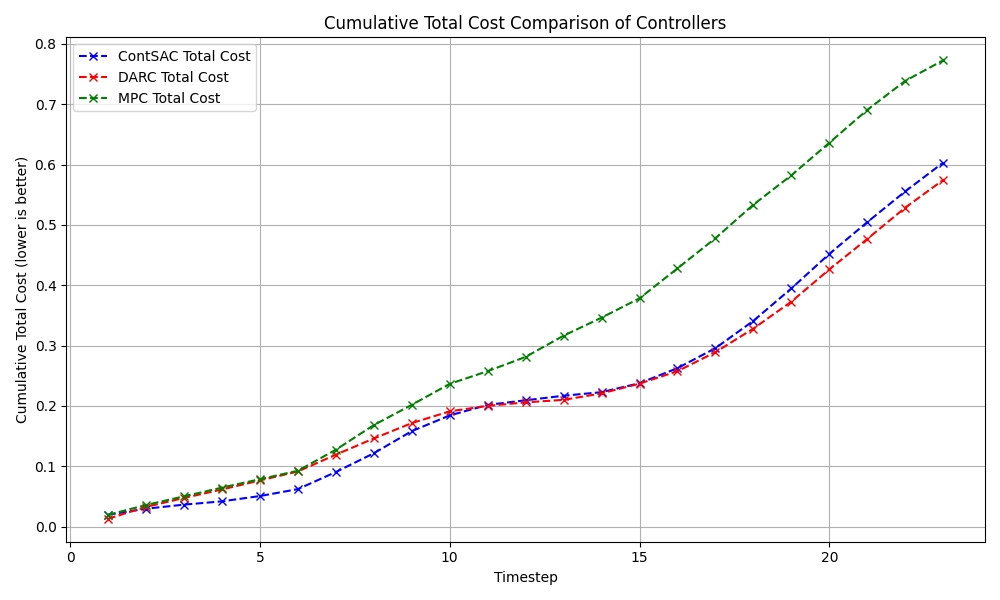 Cumulative Total Cost Comparison of Controllers
ContSAC Total Cost
DARC Total Cost
MPC Total Cost
Cumulative Total Cost (lower is better)
0.8
0.7
0.6
0.5
0.4
0.3
0.2
0.1
0.0
0
5
10
15
20
Timestep